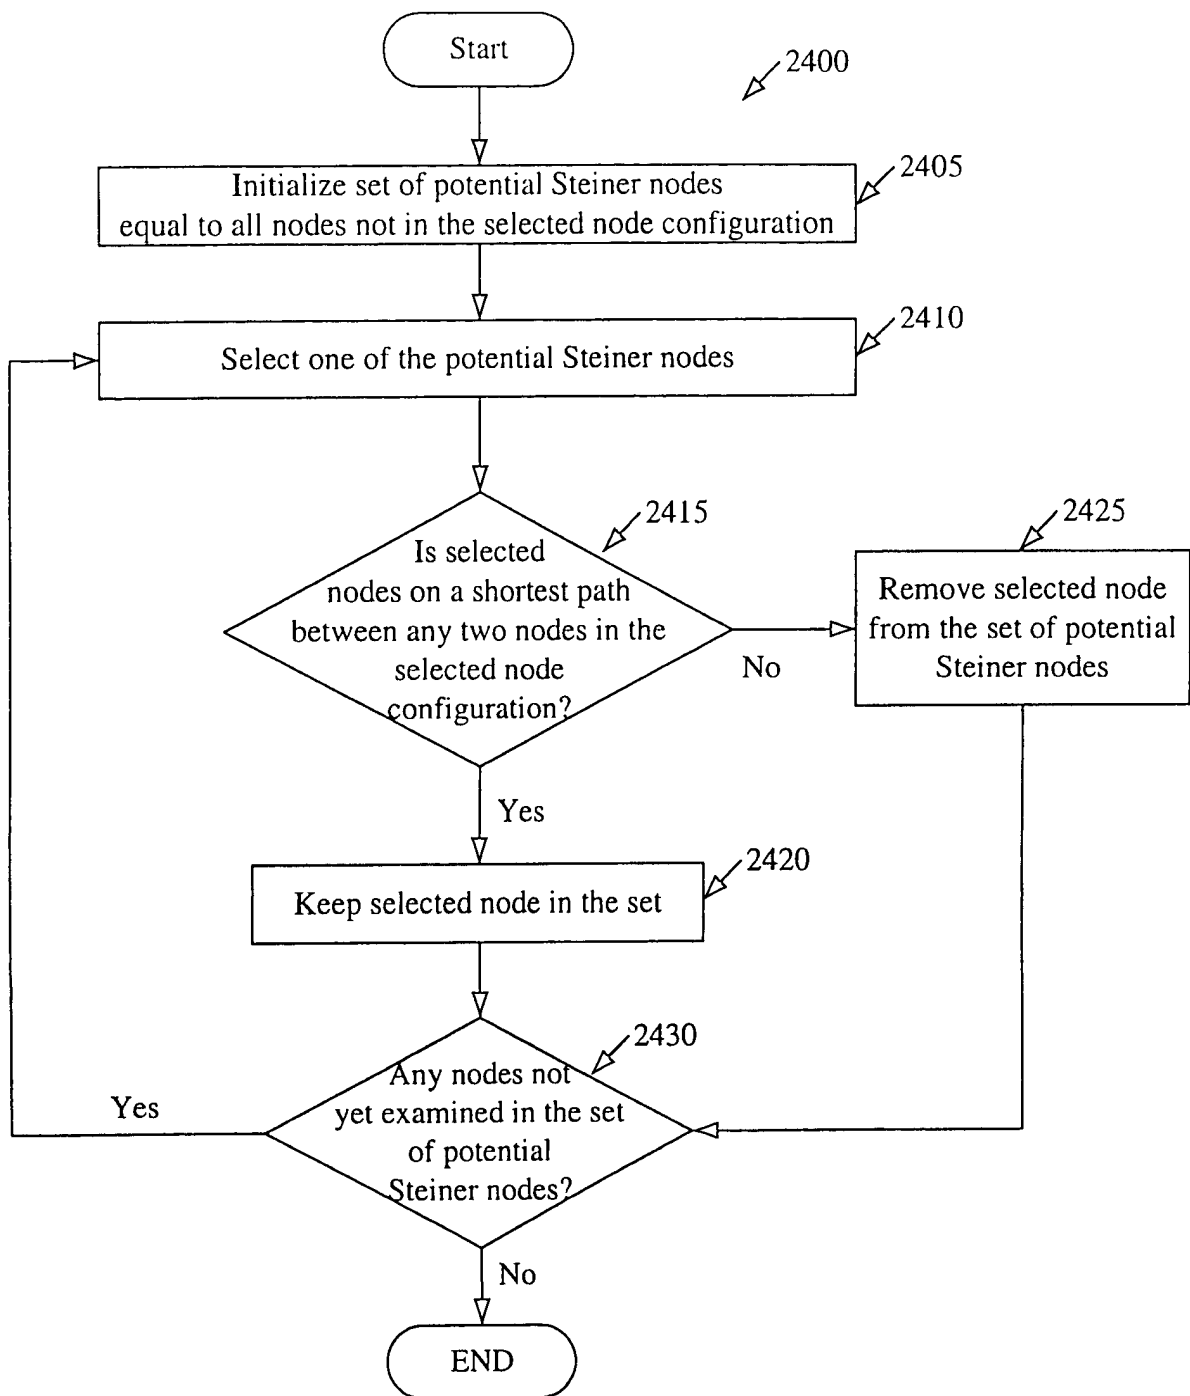 Start
2400
2405
Initialize set of potential Steiner nodes
equal to all nodes not in the selected node configuration
2410
Select one of the potential Steiner nodes
2415
Is selected
nodes on a shortest path
between any two nodes in the
selected node
configuration?
No
2425
Remove selected node
from the set of potential
Steiner nodes
Yes
2420
Keep selected node in the set
2430
Any nodes not
yet examined in the set
of potential
Steiner nodes?
Yes
No
END